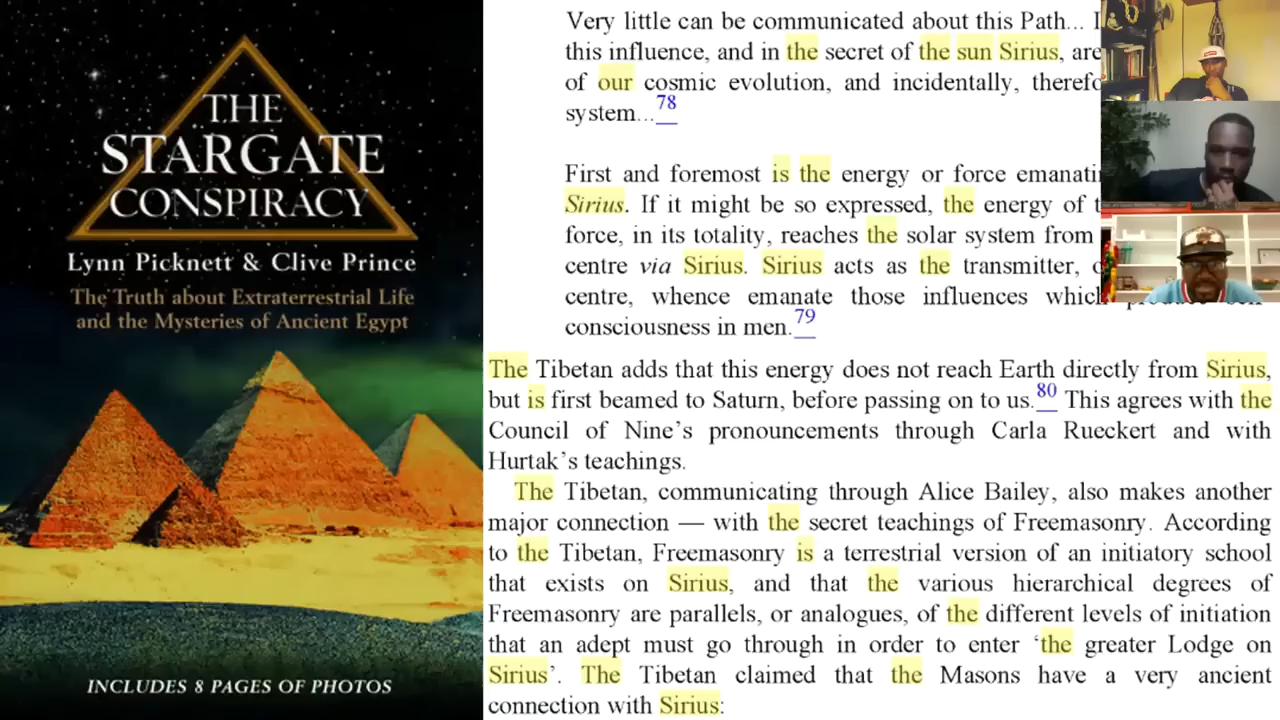 THE
STARGATE
CONSPIRACY
Lynn Picknett & Clive Prince
The Truth about Extraterrestrial Life
and the Mysteries of Ancient Egypt
INCLUDES 8 PAGES OF PHOTOS
Very little can be communicated about this Path...
this influence, and in the secret of the sun Sirius, are
of our cosmic evolution, and incidentally,
system...78
First and foremost is the energy or force
Sirius. If it might be so expressed, the energy of
force, in its totality, reaches the solar system from
centre via Sirius. Sirius acts as the transmitter,
centre, whence emanate those influences which
consciousness in men.79
The Tibetan adds that this energy does not reach Earth directly from Sirius,
but is first beamed to Saturn, before passing on to us.80 This agrees with the
Council of Nine's pronouncements through Carla Rueckert and with
Hurtak's teachings.
The Tibetan, communicating through Alice Bailey, also makes another
major connection — with the secret teachings of Freemasonry. According
to the Tibetan, Freemasonry is a terrestrial version of an initiatory school
that exists on Sirius, and that the various hierarchical degrees of
Freemasonry are parallels, or analogues, of the different levels of initiation
that an adept must go through in order to enter ‘the greater Lodge on
Sirius’. The Tibetan claimed that the Masons have a very ancient
connection with Sirius: